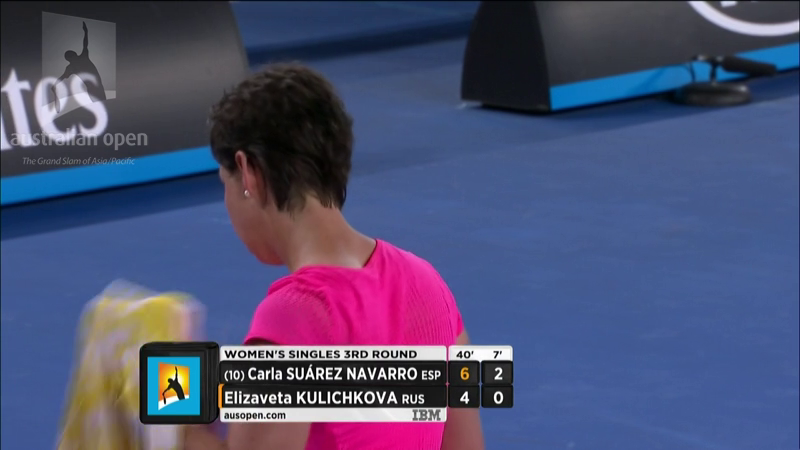 australian open
The Grand Slam of Asia/Pacific
WOMEN'S SINGLES 3RD ROUND 40' 7'
(10) Carla SUÁREZ NAVARRO ESP 6 2
Elizaveta KULICHKOVA RUS 4 0
ausopen.com IBM